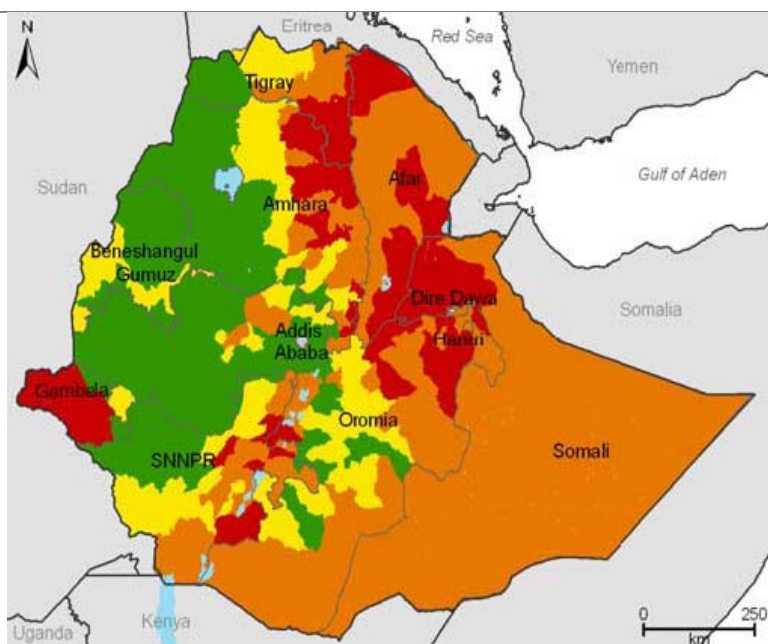 N
Eritrea
Red Sea
Yemen
Tigray
Sudan
Afar
Gulf of Aden
Amhara
Beneshangul
Gumuz
Dire Dawa
Somalia
Addis
Ababa
Hareri
Gambela
Oromia
SNNPR
Somali
Uganda
Kenya
0 250
km